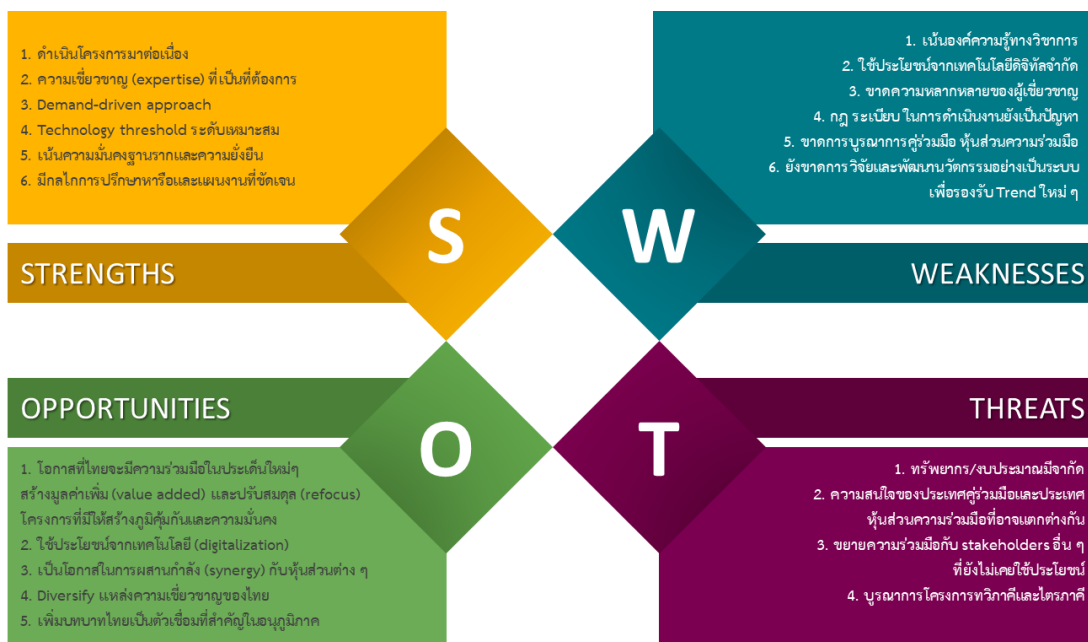 1. ดำเนินโครงการมาต่อเนื่อง
2. ความเชี่ยวชาญ (expertise) ที่เป็นที่ต้องการ
3. Demand-driven approach
4. Technology threshold ระดับเหมาะสม
5. เน้นความมั่นคงฐานรากและความยั่งยืน
6. มีกลไกการปรึกษาหารือและแผนงานที่ชัดเจน
S
STRENGTHS
1. เน้นองค์ความรู้ทางวิชาการ
2. ใช้ประโยชน์จากเทคโนโลยีดิจิทัลจำกัด
3. ขาดความหลากหลายของผู้เชี่ยวชาญ
4. กฎ ระเบียบ ในการดำเนินงานยังเป็นปัญหา
5. ขาดการบูรณาการคู่ร่วมมือ หุ้นส่วนความร่วมมือ
6. ยังขาดการวิจัยและพัฒนานวัตกรรมอย่างเป็นระบบ
เพื่อรองรับ Trend ใหม่ ๆ
W
WEAKNESSES
OPPORTUNITIES
O
1. โอกาสที่ไทยจะมีความร่วมมือในประเด็นใหม่ๆ
สร้างมูลค่าเพิ่ม (value added) และปรับสมดุล (refocus)
โครงการที่มีให้สร้างภูมิคุ้มกันและความมั่นคง
2. ใช้ประโยชน์จากเทคโนโลยี (digitalization)
3. เป็นโอกาสในการผสานกำลัง (synergy) กับหุ้นส่วนต่าง ๆ
4. Diversify แหล่งความเชี่ยวชาญของไทย
5. เพิ่มบทบาทไทยเป็นตัวเชื่อมที่สำคัญในอนุภูมิภาค
THREATS
T
1. ทรัพยากร/งบประมาณมีจำกัด
2. ความสนใจของประเทศคู่ร่วมมือและประเทศ
หุ้นส่วนความร่วมมือที่อาจแตกต่างกัน
3. ขยายความร่วมมือกับ stakeholders อื่น ๆ
ที่ยังไม่เคยใช้ประโยชน์
4. บูรณาการโครงการทวิภาคีและไตรภาคี